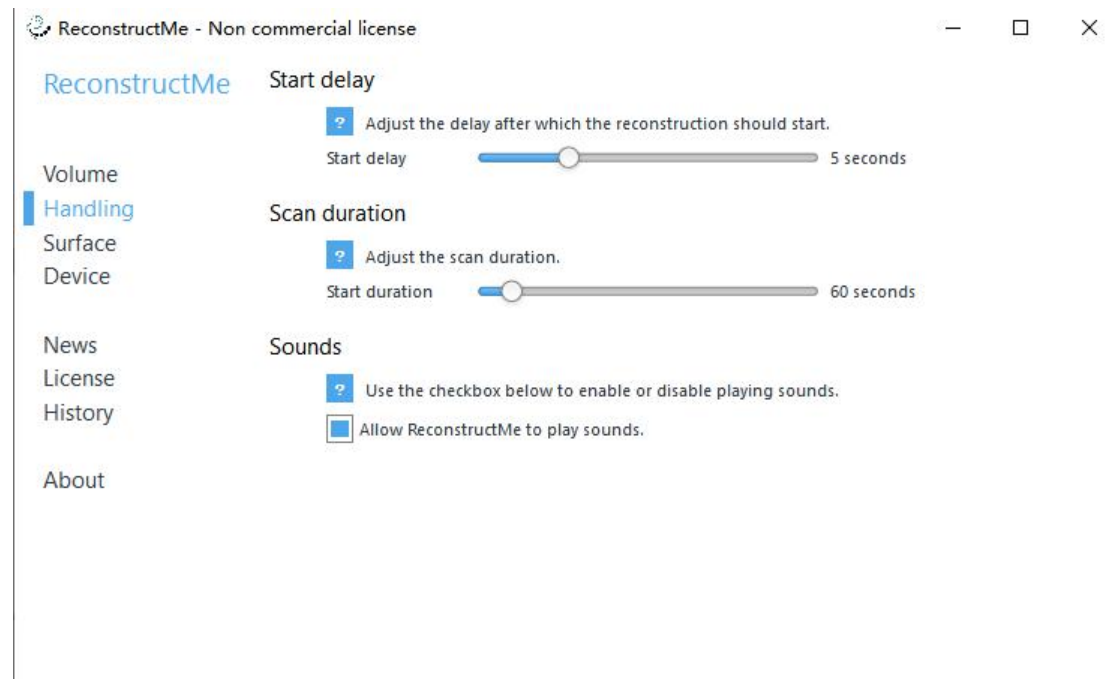 ReconstructMe - Non commercial license
ReconstructMe
Volume
Handling
Surface
Device
News
License
History
About
Start delay
? Adjust the delay after which the reconstruction should start.
Start delay 5 seconds
Scan duration
? Adjust the scan duration.
Start duration 60 seconds
Sounds
? Use the checkbox below to enable or disable playing sounds.
Allow ReconstructMe to play sounds.